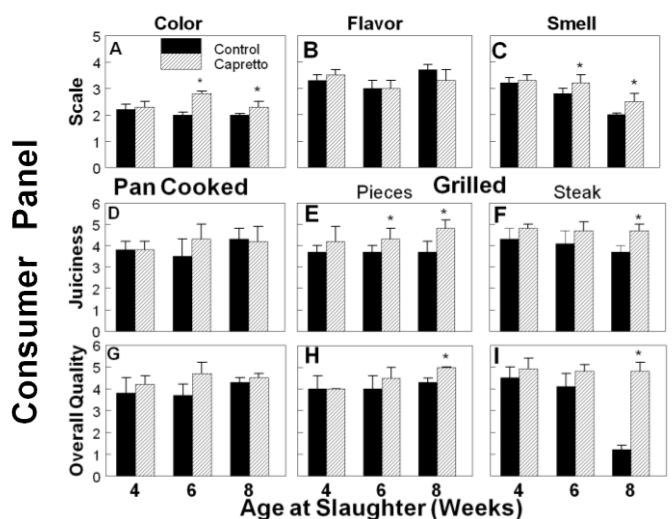 Color Flavor Smell
5 A Control B C
4 Capretto
3 * * *
2 *
1
0
Scale
Pan Cooked Pieces Grilled Steak
6 D E F
5 * * *
4
3
2
1
0
Juiciness
6 G H I
5 * *
4
3
2
1
0
Overall Quality
4 6 8 4 6 8 4 6 8
Age at Slaughter (Weeks)
Consumer Panel